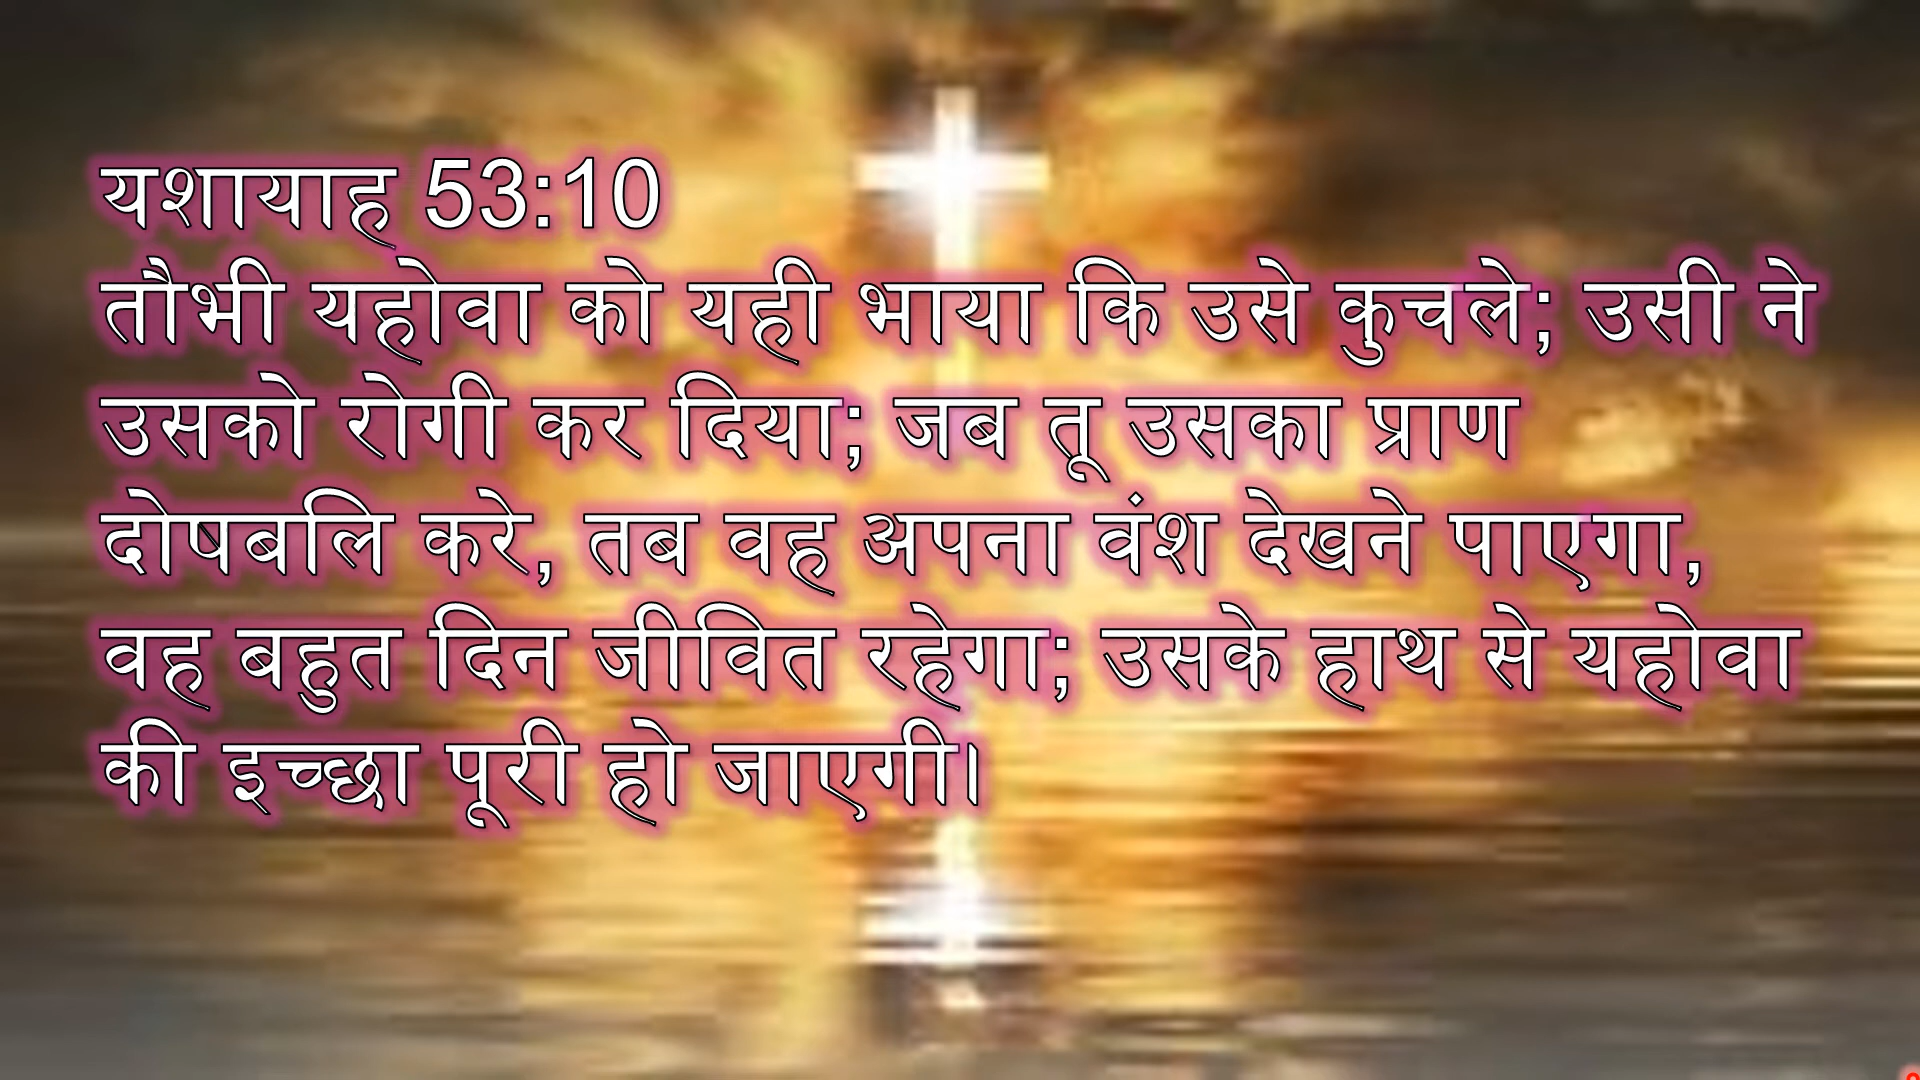 यशायाह 53:10
तौभी यहोवा को यही भाया कि उसे कुचले; उसी ने
उसको रोगी कर दिया; जब तू उसका प्राण
दोषबलि करे, तब वह अपना वंश देखने पाएगा,
वह बहुत दिन जीवित रहेगा; उसके हाथ से यहोवा
की इच्छा पूरी हो जाएगी।